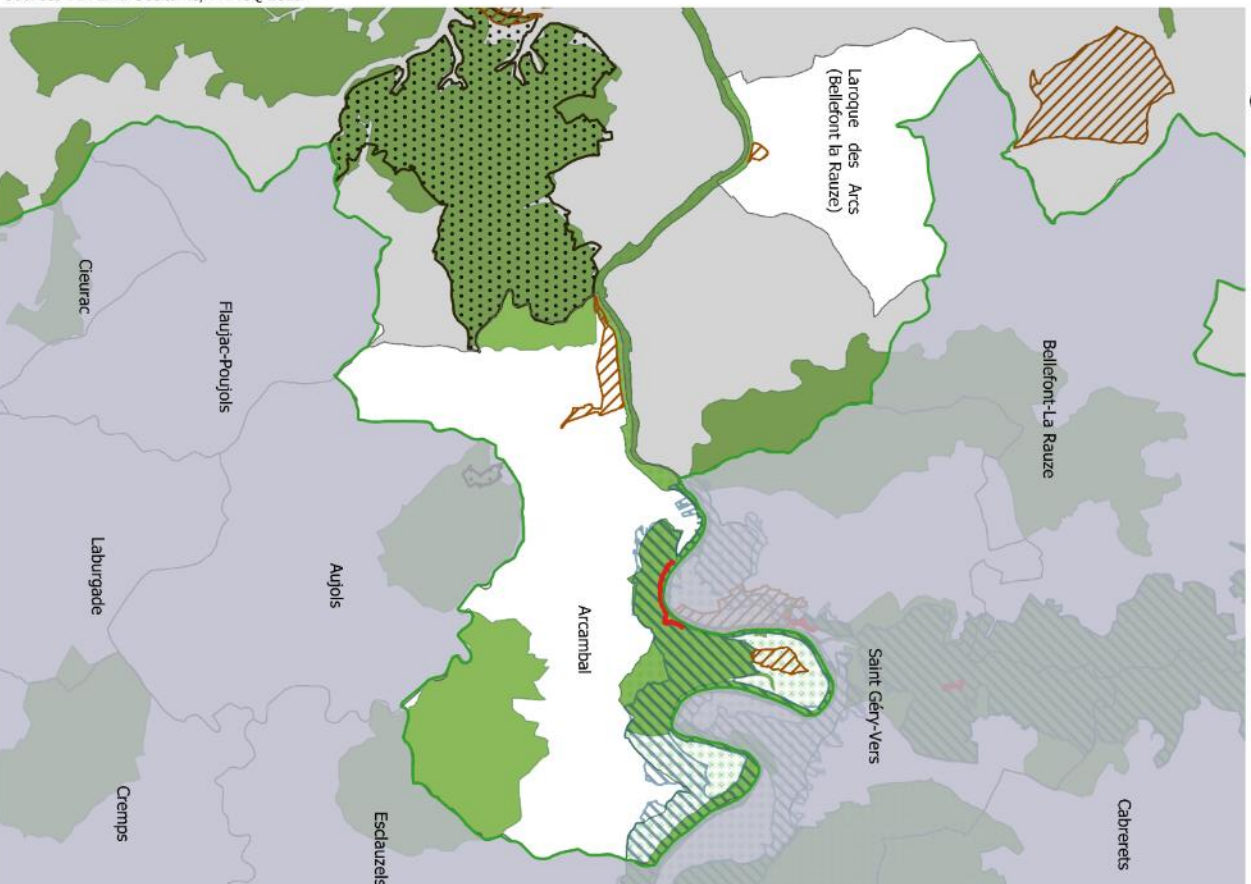 Cabrerets
Bellefont-La Rauze
Saint Géry-Vers
Laroque des Arcs
(Bellefont la Rauze)
Arcambal
Esclauzels
Aujols
Flaujac-Poujols
Cremps
Laburgade
Cieurac